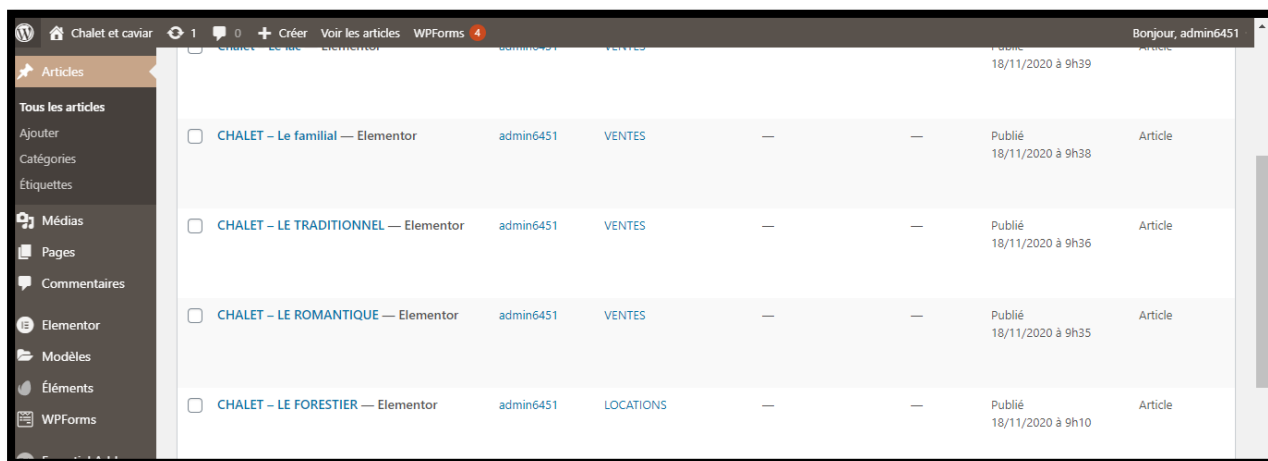 Chalet et caviar 1 0 Créer Voir les articles WPForms 4 Bonjour, admin6451
Articles
Tous les articles
Ajouter
Catégories
Étiquettes
Médias
Pages
Commentaires
Elementor
Modèles
Éléments
WPForms
18/11/2020 à 9h39
CHALET – Le familial — Elementor admin6451 VENTES — — Publié Article
18/11/2020 à 9h38
CHALET – LE TRADITIONNEL — Elementor admin6451 VENTES — — Publié Article
18/11/2020 à 9h36
CHALET – LE ROMANTIQUE — Elementor admin6451 VENTES — — Publié Article
18/11/2020 à 9h35
CHALET – LE FORESTIER — Elementor admin6451 LOCATIONS — — Publié Article
18/11/2020 à 9h10